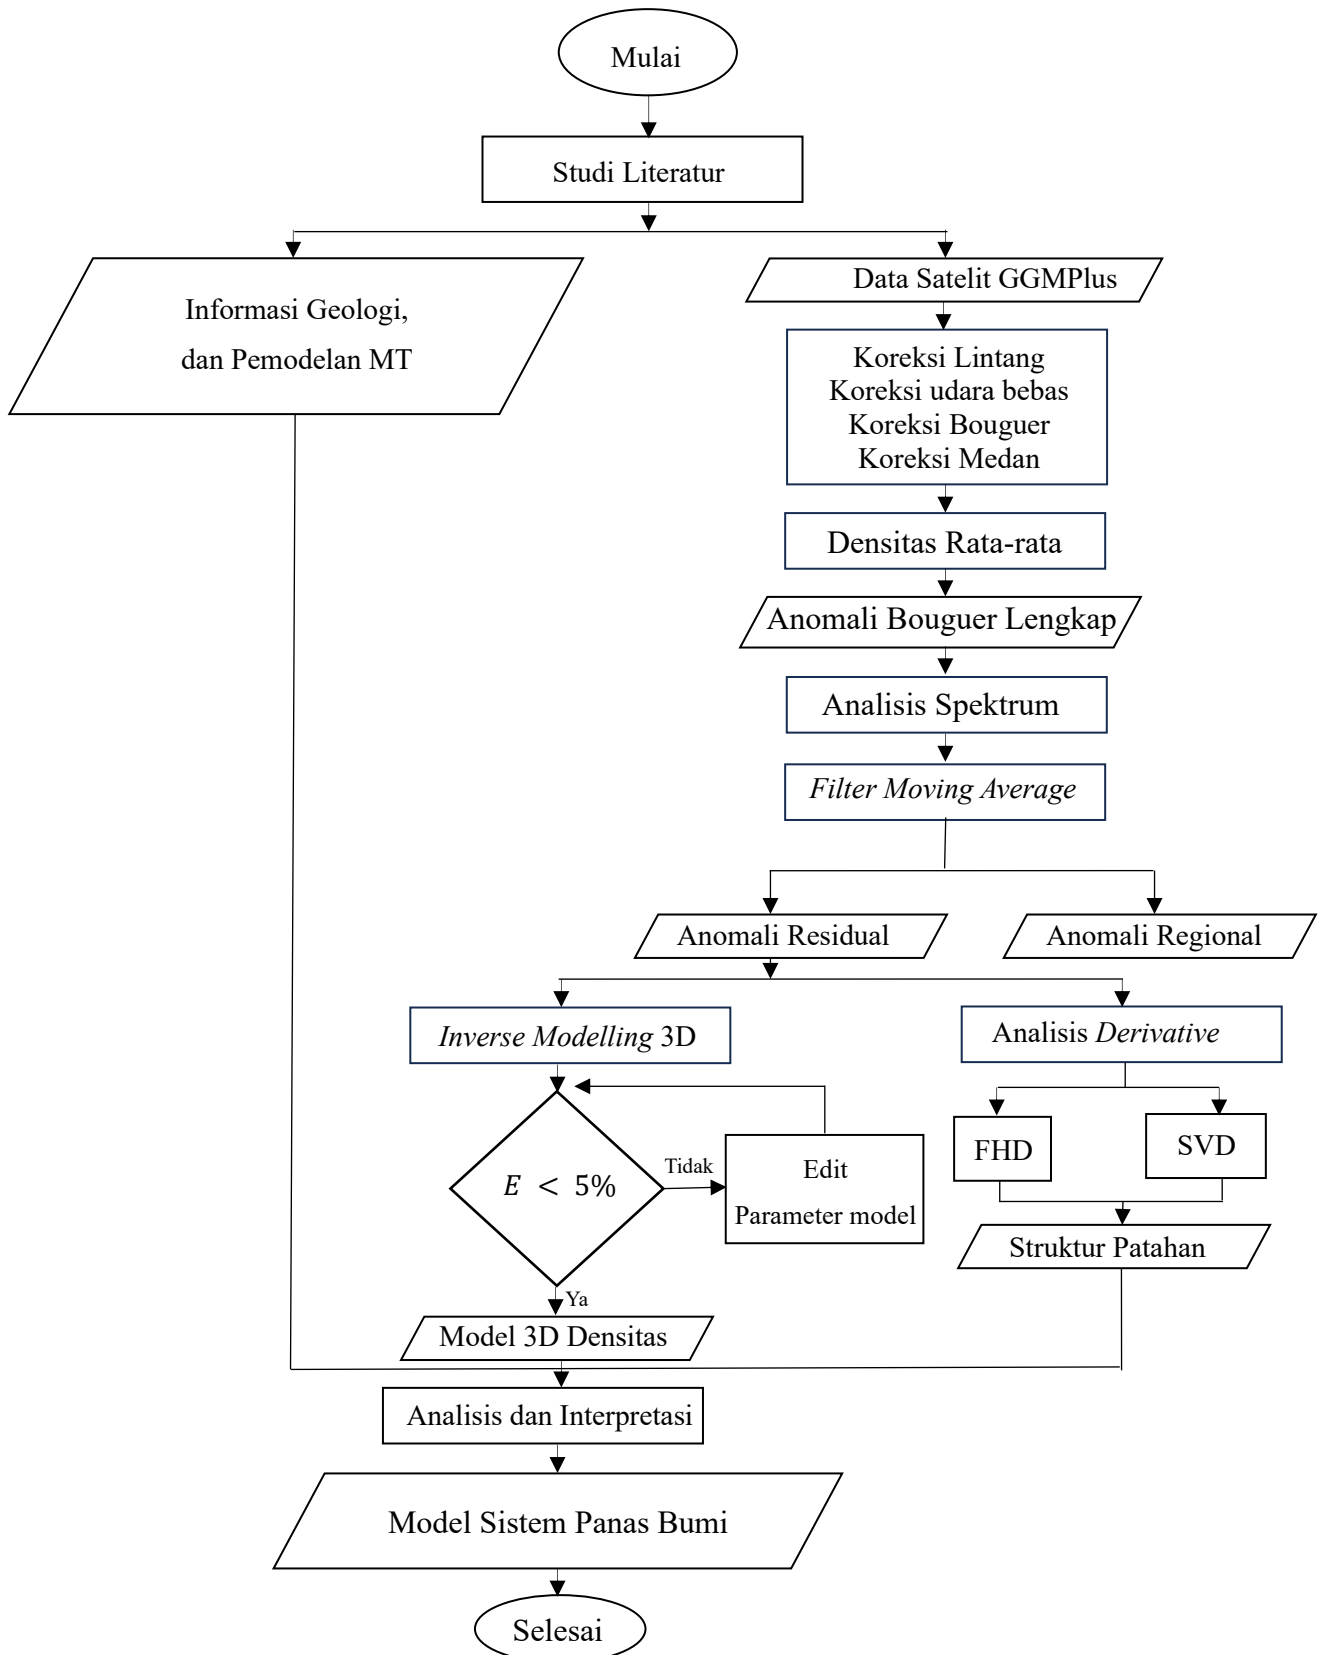 Mulai
Studi Literatur
Informasi Geologi,
dan Pemodelan MT
Data Satelit GGMPlus
Koreksi Lintang
Koreksi udara bebas
Koreksi Bouguer
Koreksi Medan
Densitas Rata-rata
Anomali Bouguer Lengkap
Analisis Spektrum
Filter Moving Average
Anomali Residual
Anomali Regional
Inverse Modelling 3D
Analisis Derivative
E < 5%
Tidak
Edit
Parameter model
FHD
SVD
Struktur Patahan
Ya
Model 3D Densitas
Analisis dan Interpretasi
Model Sistem Panas Bumi
Selesai